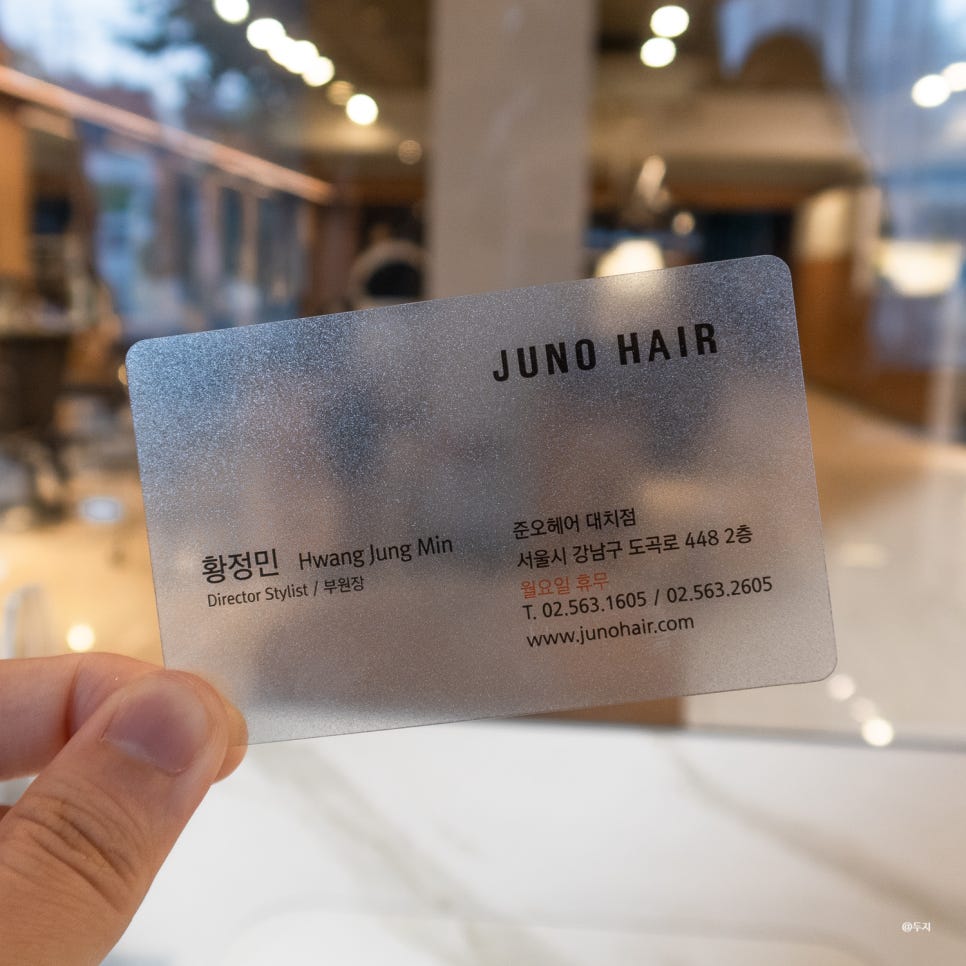 JUNO HAIR
황정민 Hwang Jung Min
Director Stylist / 부원장
준오헤어 대치점
서울시 강남구 도곡로 448 2층
월요일 휴무
T. 02.563.1605 / 02.563.2605
www.junohair.com
@두지